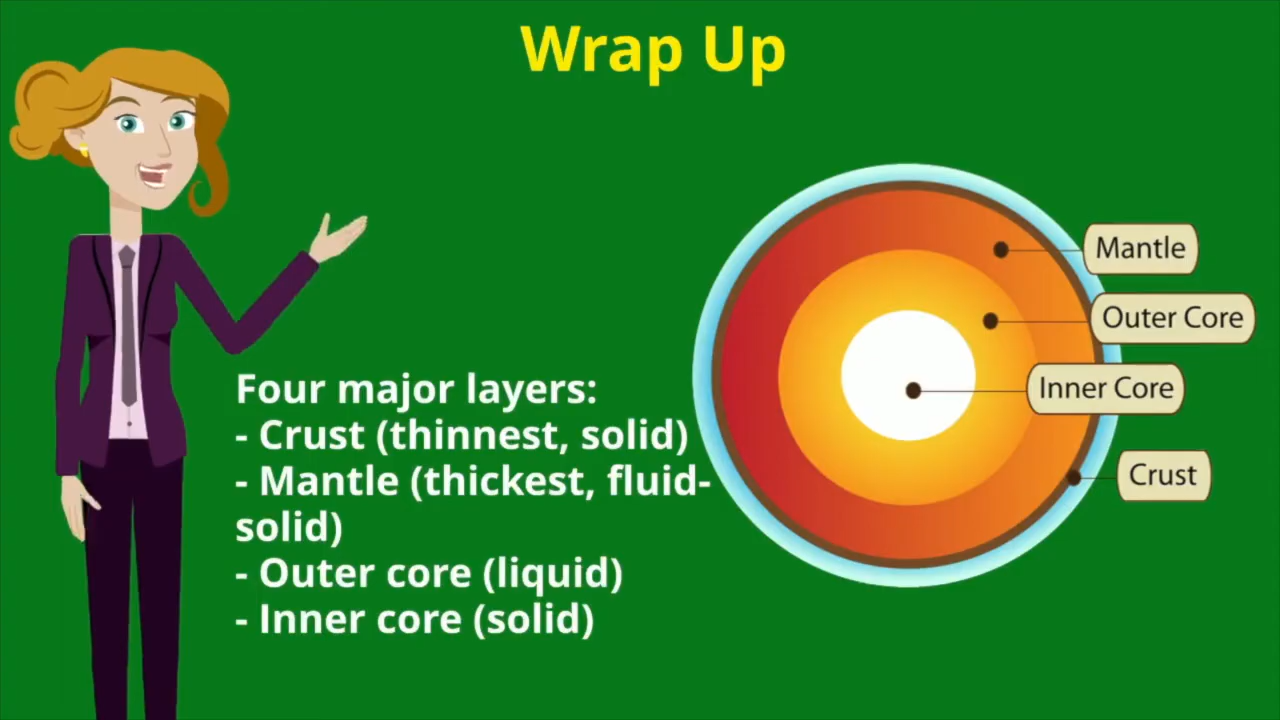 Wrap Up
Mantle
Outer Core
Inner Core
Crust
Four major layers:
- Crust (thinnest, solid)
- Mantle (thickest, fluid-
solid)
- Outer core (liquid)
- Inner core (solid)